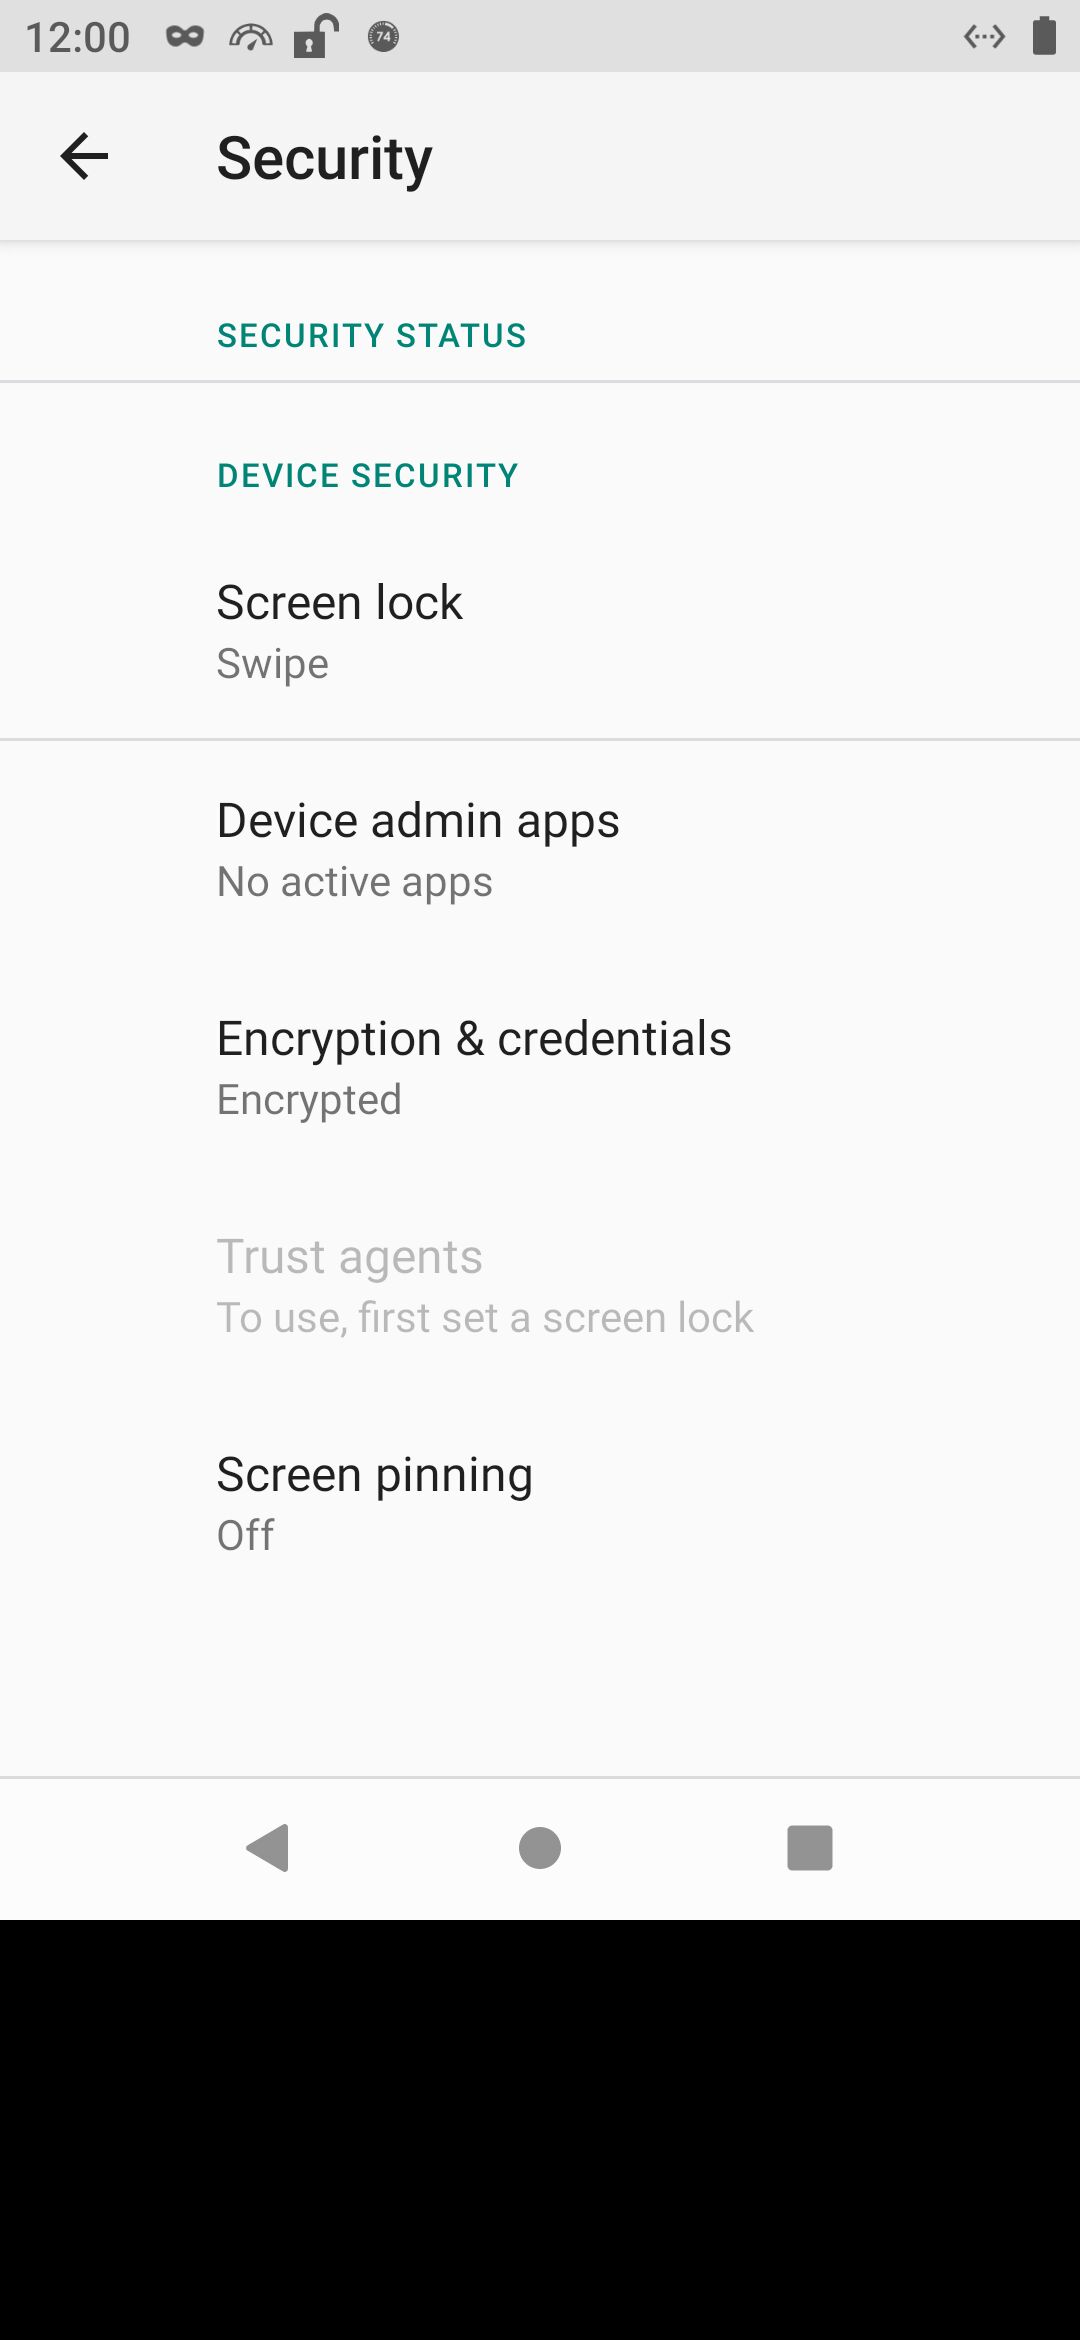 12:00 74
Security
SECURITY STATUS
DEVICE SECURITY
Screen lock
Swipe
Device admin apps
No active apps
Encryption & credentials
Encrypted
Trust agents
To use, first set a screen lock
Screen pinning
Off